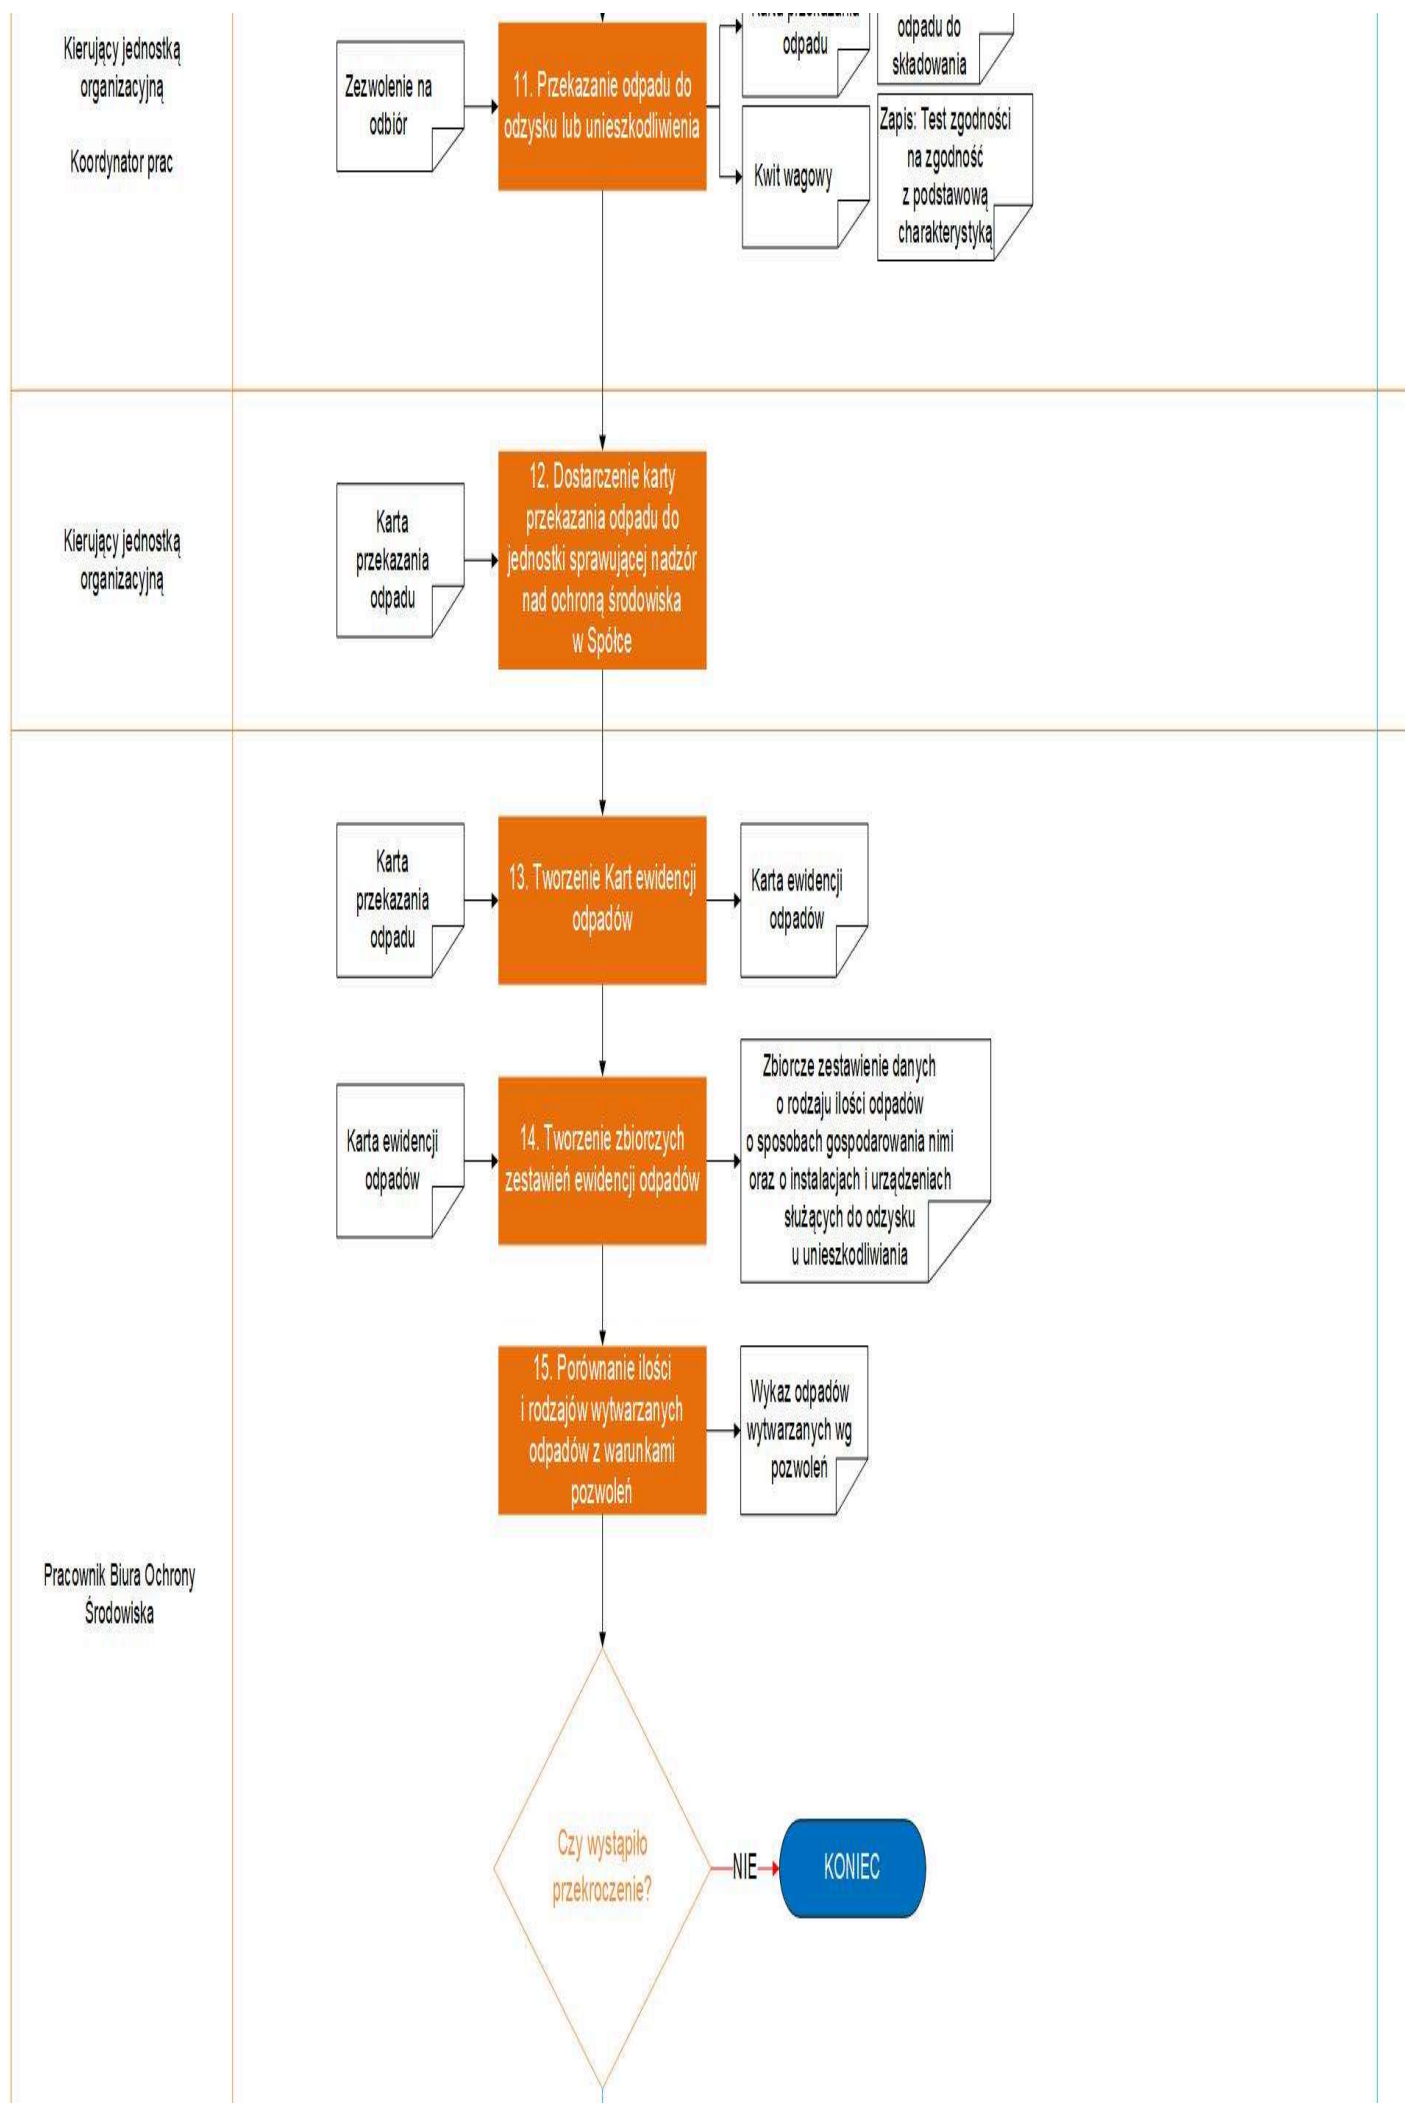 Kierujący jednostką
organizacyjną
Koordynator prac
Zezwolenie na
odbiór
11. Przekazanie odpadu do
odzysku lub unieszkodliwienia
odpadu
odpadu do
składowania
Kwit wagowy
Zapis: Test zgodności
na zgodność
z podstawową
charakterystyką
Kierujący jednostką
organizacyjną
Karta
przekazania
odpadu
12. Dostarczenie karty
przekazania odpadu do
jednostki sprawującej nadzór
nad ochroną środowiska
w Spółce
Karta
przekazania
odpadu
13. Tworzenie Kart ewidencji
odpadów
Karta ewidencji
odpadów
Karta ewidencji
odpadów
14. Tworzenie zbiorczych
zestawień ewidencji odpadów
Zbiorcze zestawienie danych
o rodzaju ilości odpadów
o sposobach gospodarowania nimi
oraz o instalacjach i urządzeniach
służących do odzysku
u unieszkodliwiania
15. Porównanie ilości
i rodzajów wytwarzanych
odpadów z warunkami
pozwoleń
Wykaz odpadów
wytwarzanych wg
pozwoleń
Pracownik Biura Ochrony
Środowiska
Czy wystąpiło
przekroczenie?
NIE
KONIEC